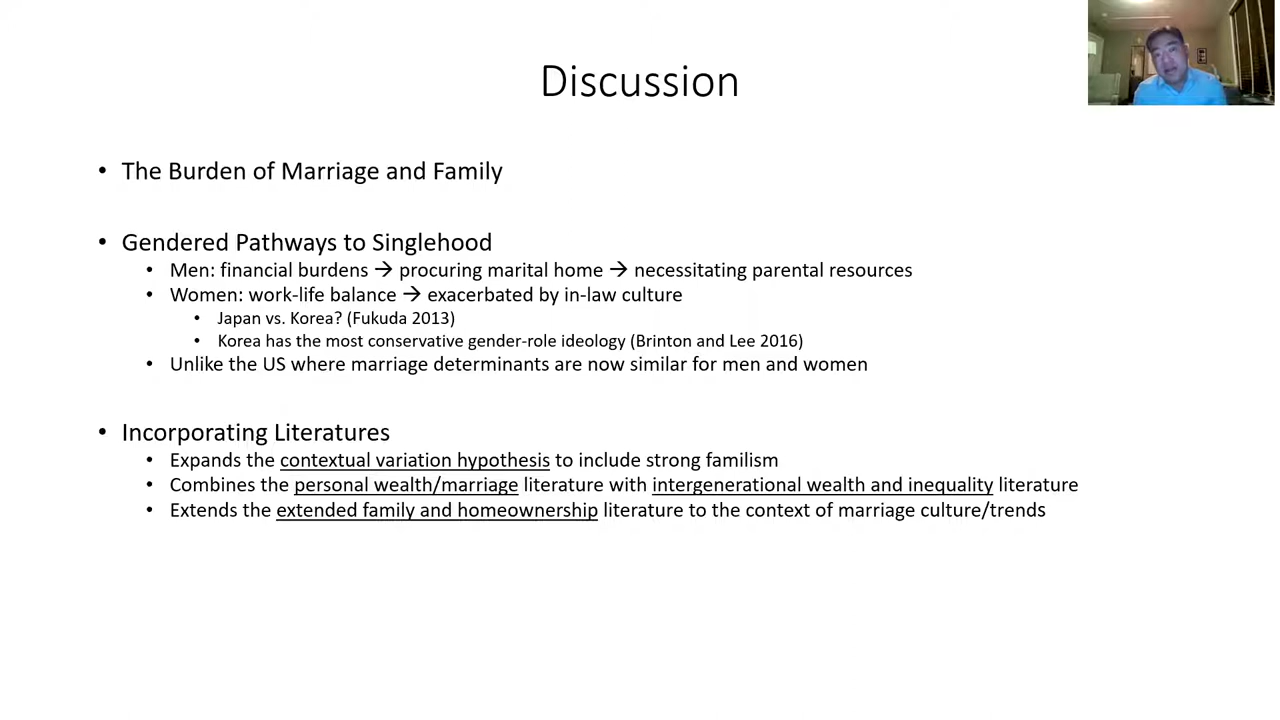 Discussion
• The Burden of Marriage and Family
• Gendered Pathways to Singlehood
• Men: financial burdens → procuring marital home → necessitating parental resources
• Women: work-life balance → exacerbated by in-law culture
• Japan vs. Korea? (Fukuda 2013)
• Korea has the most conservative gender-role ideology (Brinton and Lee 2016)
• Unlike the US where marriage determinants are now similar for men and women
• Incorporating Literatures
• Expands the contextual variation hypothesis to include strong familism
• Combines the personal wealth/marriage literature with intergenerational wealth and inequality literature
• Extends the extended family and homeownership literature to the context of marriage culture/trends